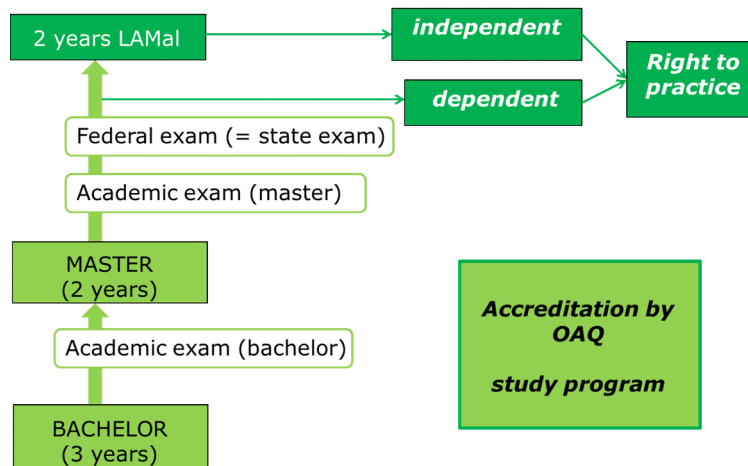 2 years LAMal
independent
Right to
practice
dependent
Federal exam (= state exam)
Academic exam (master)
MASTER
(2 years)
Academic exam (bachelor)
BACHELOR
(3 years)
Accreditation by
OAQ
study program